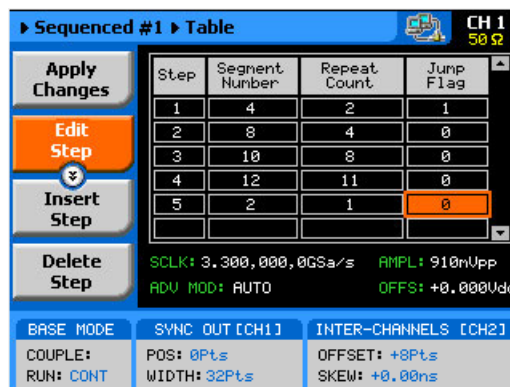 ▸ Sequenced #1 ▸ Table
CH 1
50 Ω
Apply Changes
Edit Step
Insert Step
Delete Step
Step Segment Number Repeat Count Jump Flag
1 4 2 1
2 8 4 0
3 10 8 0
4 12 11 0
5 2 1 0
SCLK: 3.300,000,0GSa/s AMPL: 910mVpp
ADV MOD: AUTO OFFS: +0.000Vdc
BASE MODE SYNC OUT[CH1] INTER-CHANNELS [CH2]
COUPLE: POS: 0Pts OFFSET: +8Pts
RUN: CONT WIDTH: 32Pts SKEW: +0.00ns